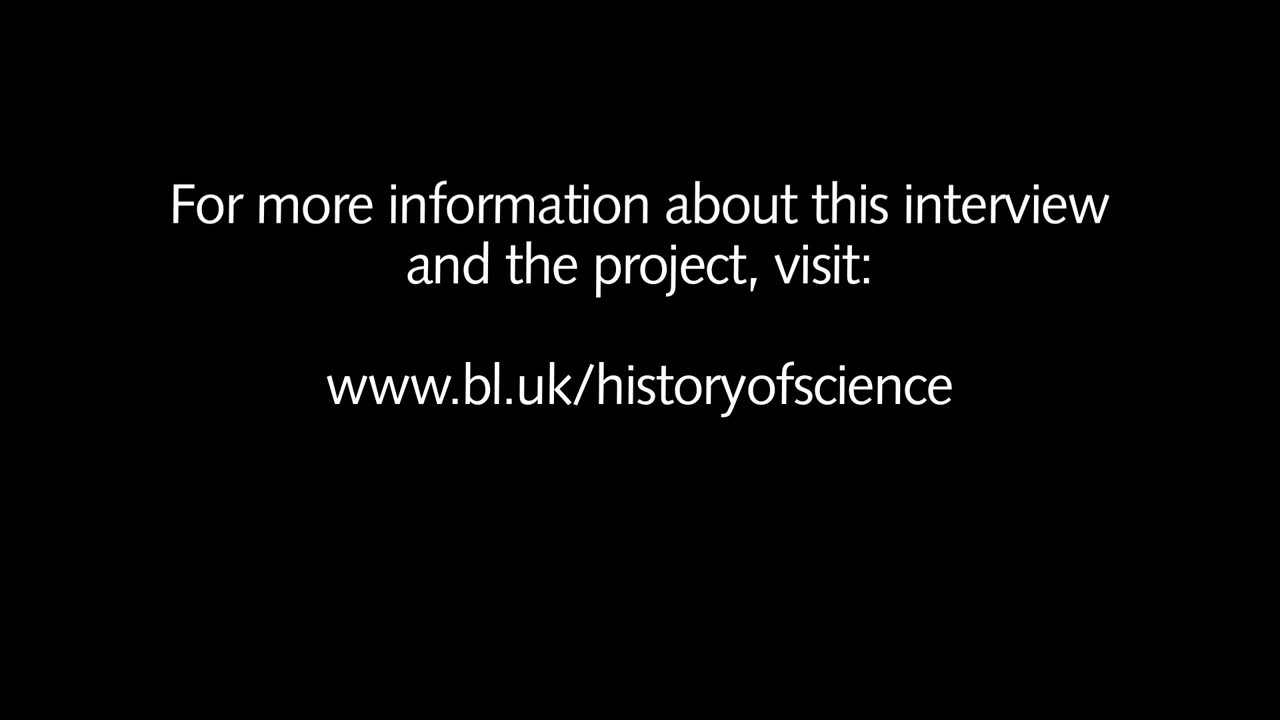 For more information about this interview
and the project, visit:
www.bl.uk/historyofscience